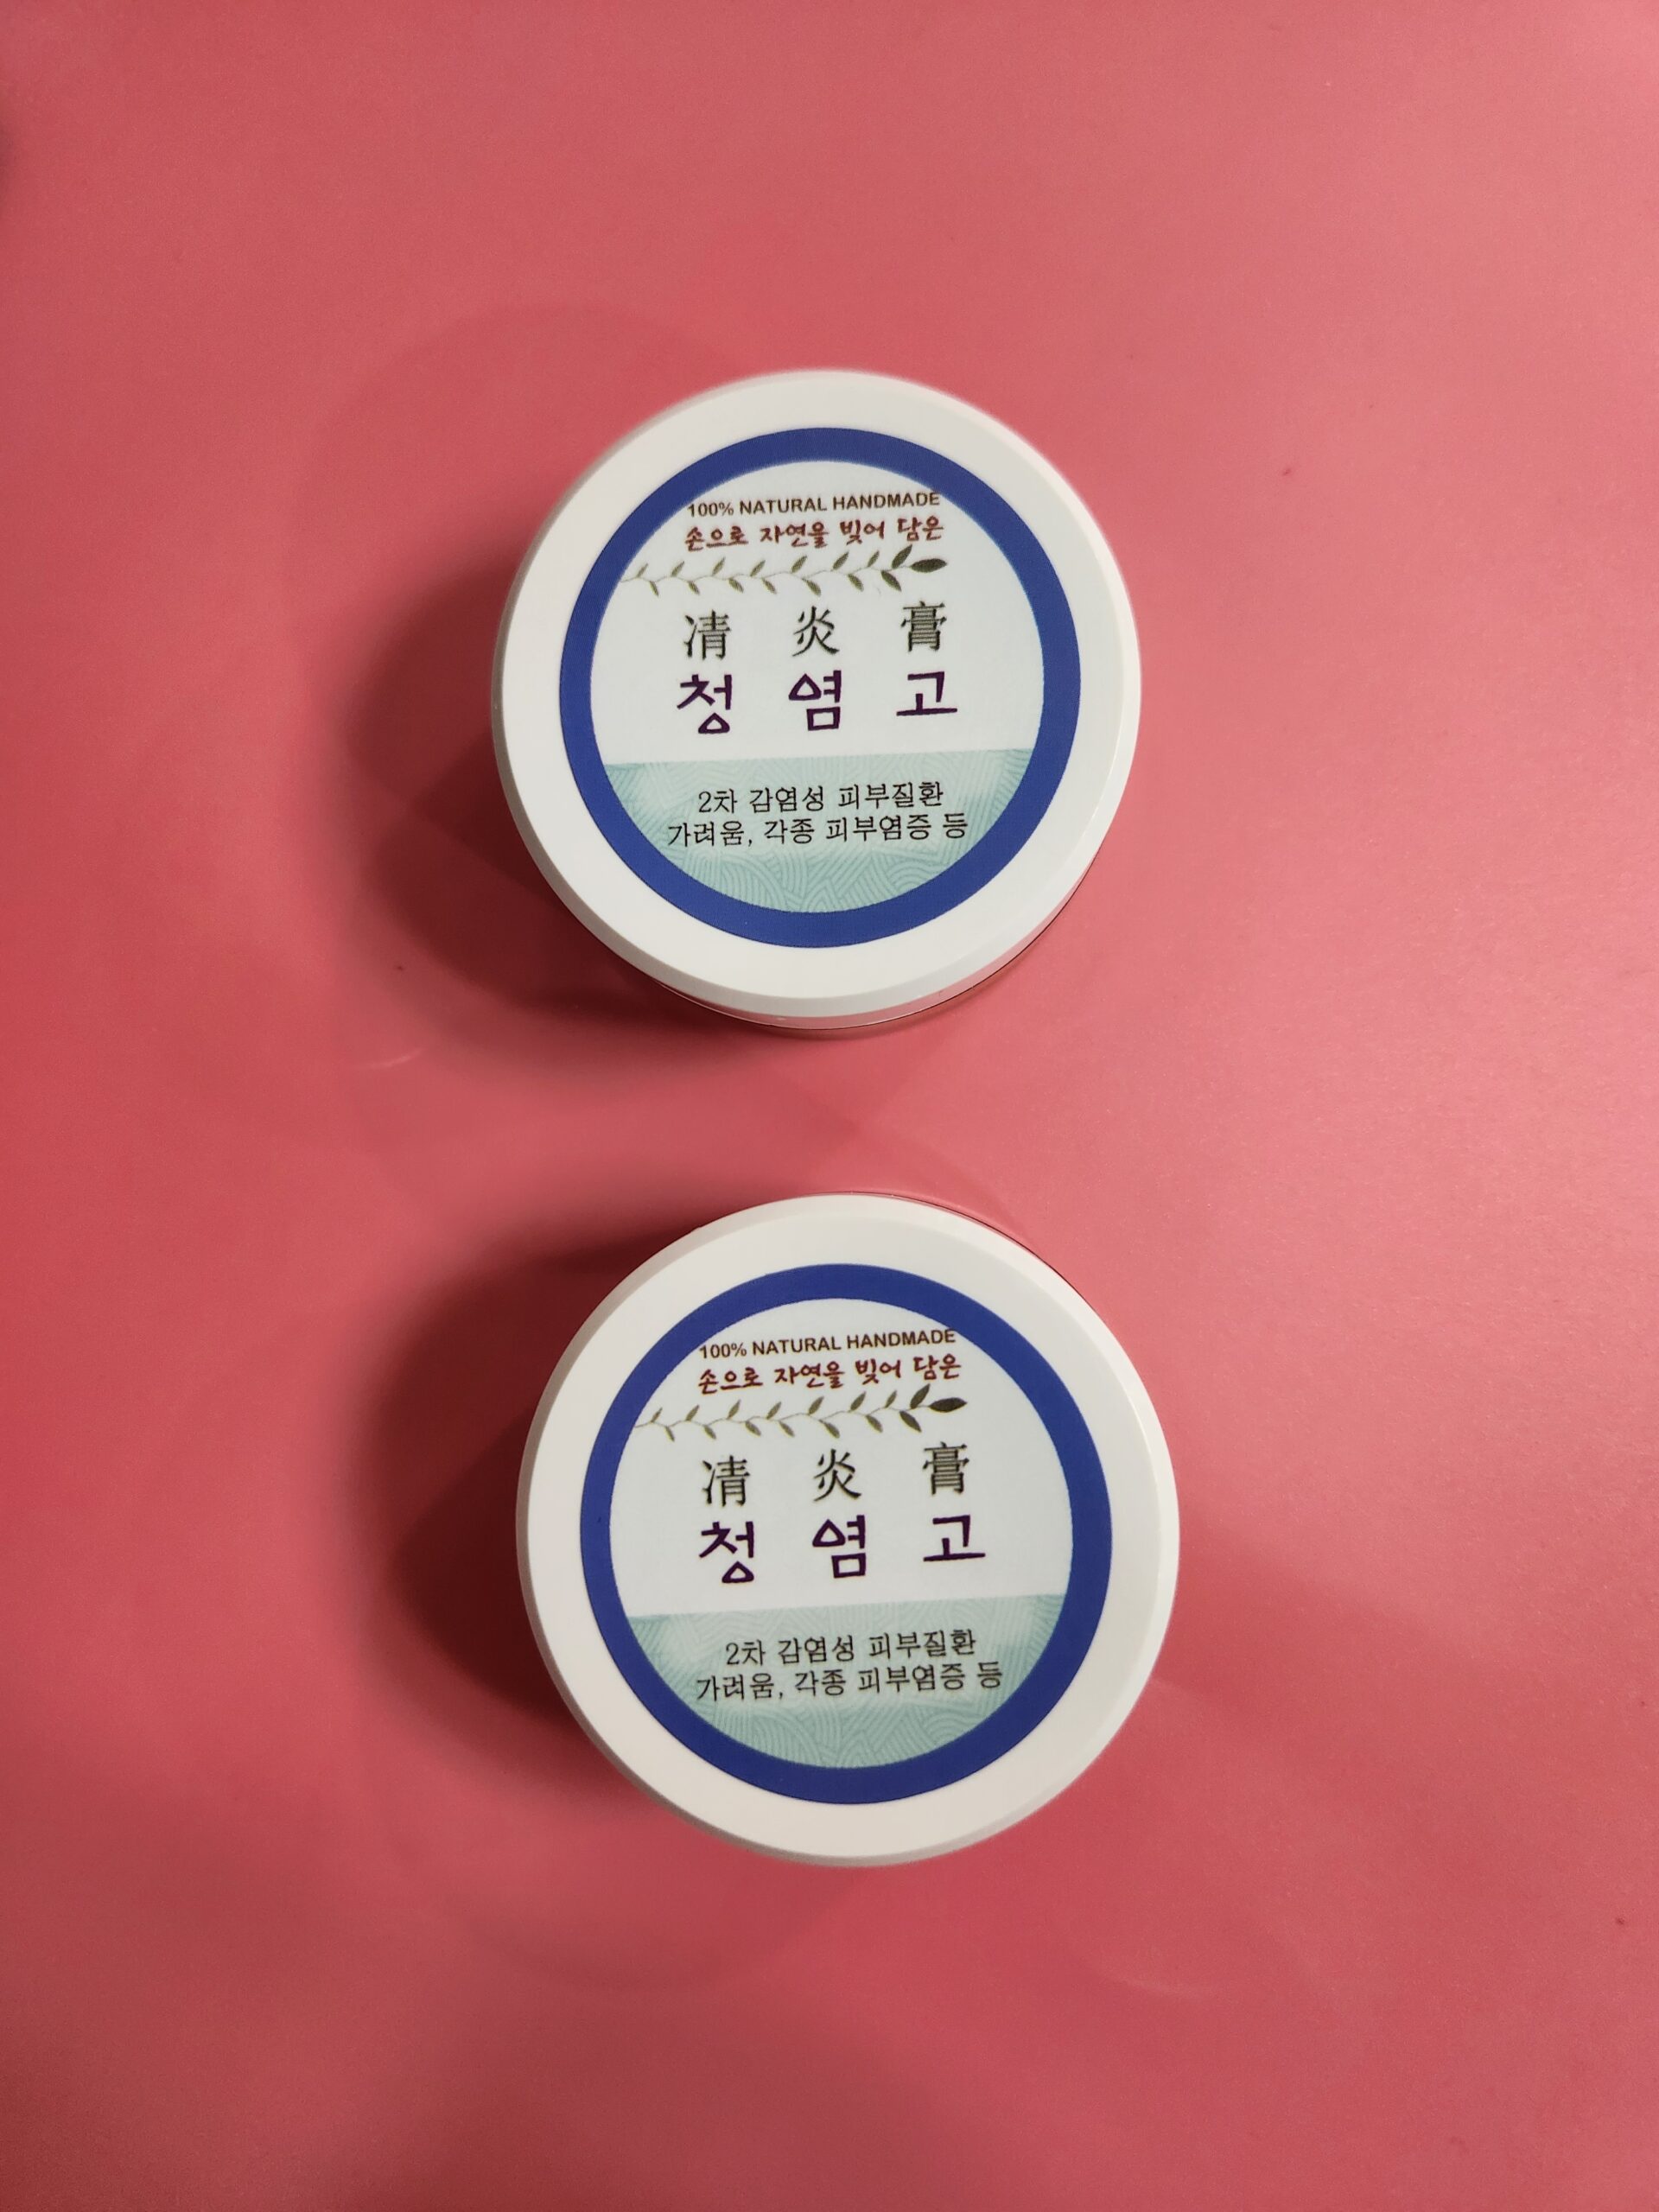 100% NATURAL HANDMADE
손으로 자연을 빚어 담은
凊 炎 膏
청 염 고
2차 감염성 피부질환
가려움, 각종 피부염증 등
100% NATURAL HANDMADE
손으로 자연을 빚어 담은
凊 炎 膏
청 염 고
2차 감염성 피부질환
가려움, 각종 피부염증 등